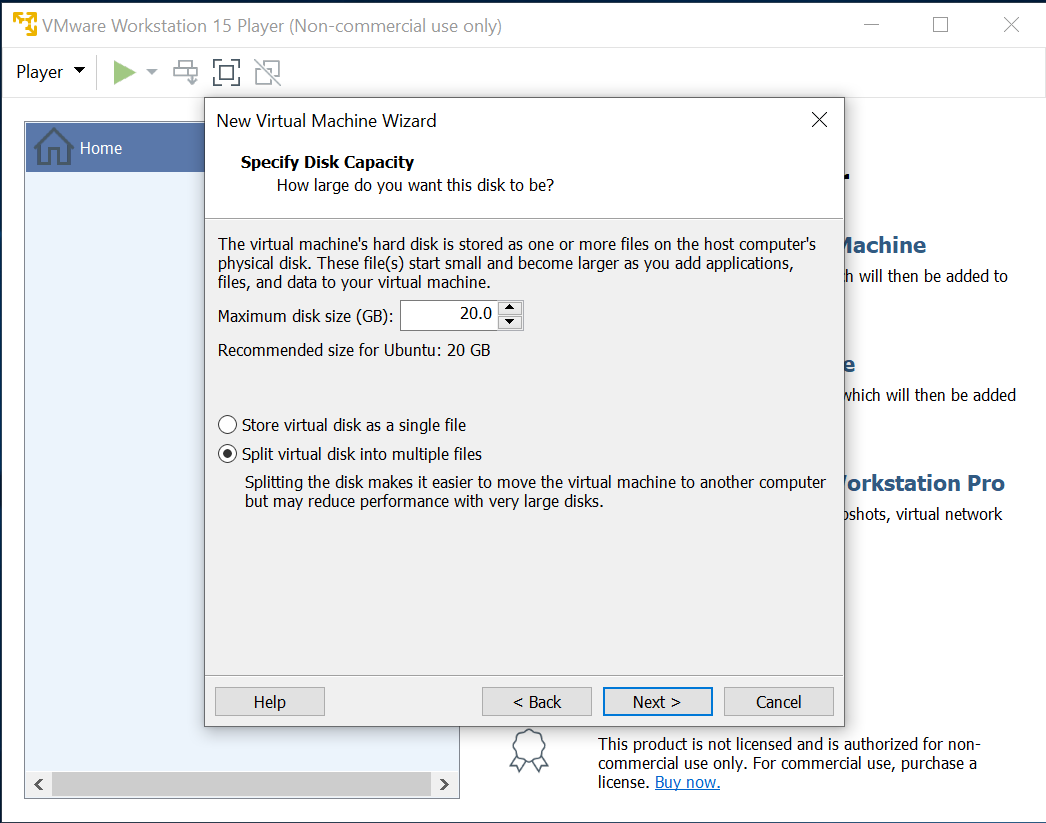 VMware Workstation 15 Player (Non-commercial use only)
Player
Home
New Virtual Machine Wizard
Specify Disk Capacity
How large do you want this disk to be?
The virtual machine's hard disk is stored as one or more files on the host computer's
physical disk. These file(s) start small and become larger as you add applications,
files, and data to your virtual machine.
Maximum disk size (GB): 20.0
Recommended size for Ubuntu: 20 GB
Store virtual disk as a single file
Split virtual disk into multiple files
Splitting the disk makes it easier to move the virtual machine to another computer
but may reduce performance with very large disks.
Help
< Back
Next >
Cancel
Machine
will then be added to
which will then be added
Workstation Pro
virtual network
This product is not licensed and is authorized for non-
commercial use only. For commercial use, purchase a
license. Buy now.